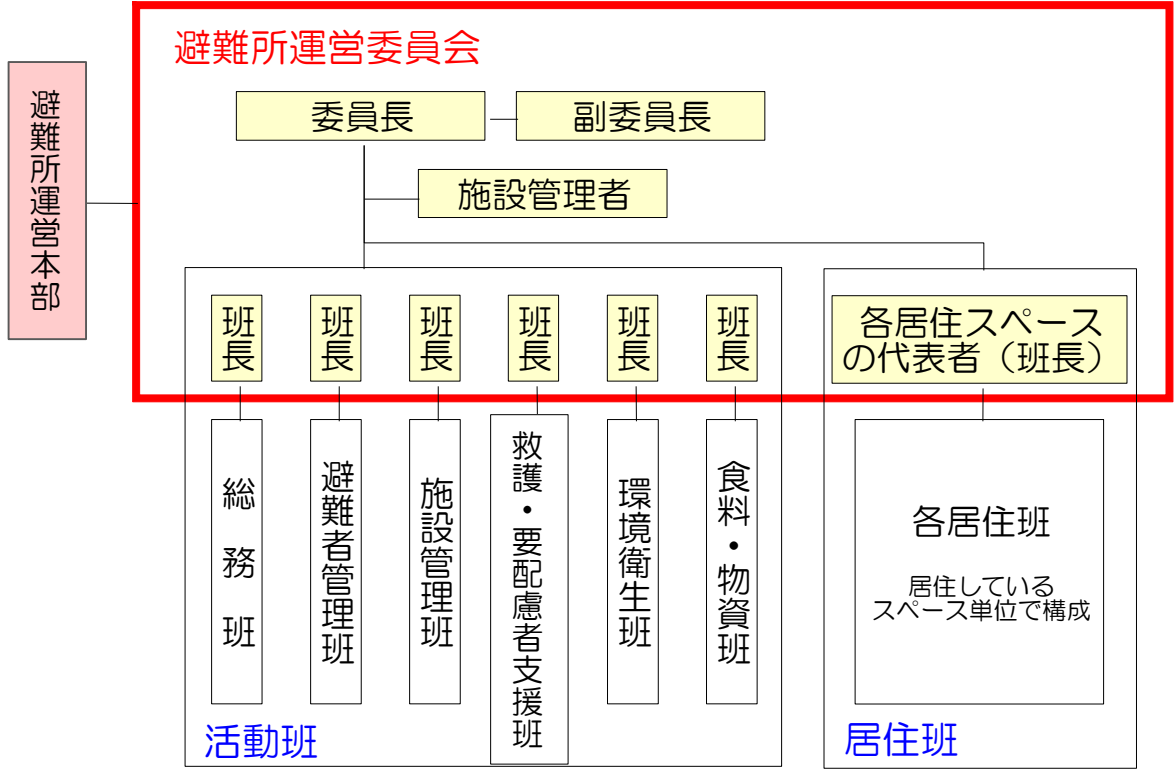 避難所運営委員会
避難所運営本部
委員長
副委員長
施設管理者
班長
班長
班長
班長
班長
班長
各居住スペース
の代表者（班長）
総務班
避難者管理班
施設管理班
救護・要配慮者支援班
環境衛生班
食料・物資班
各居住班
居住している
スペース単位で構成
活動班
居住班